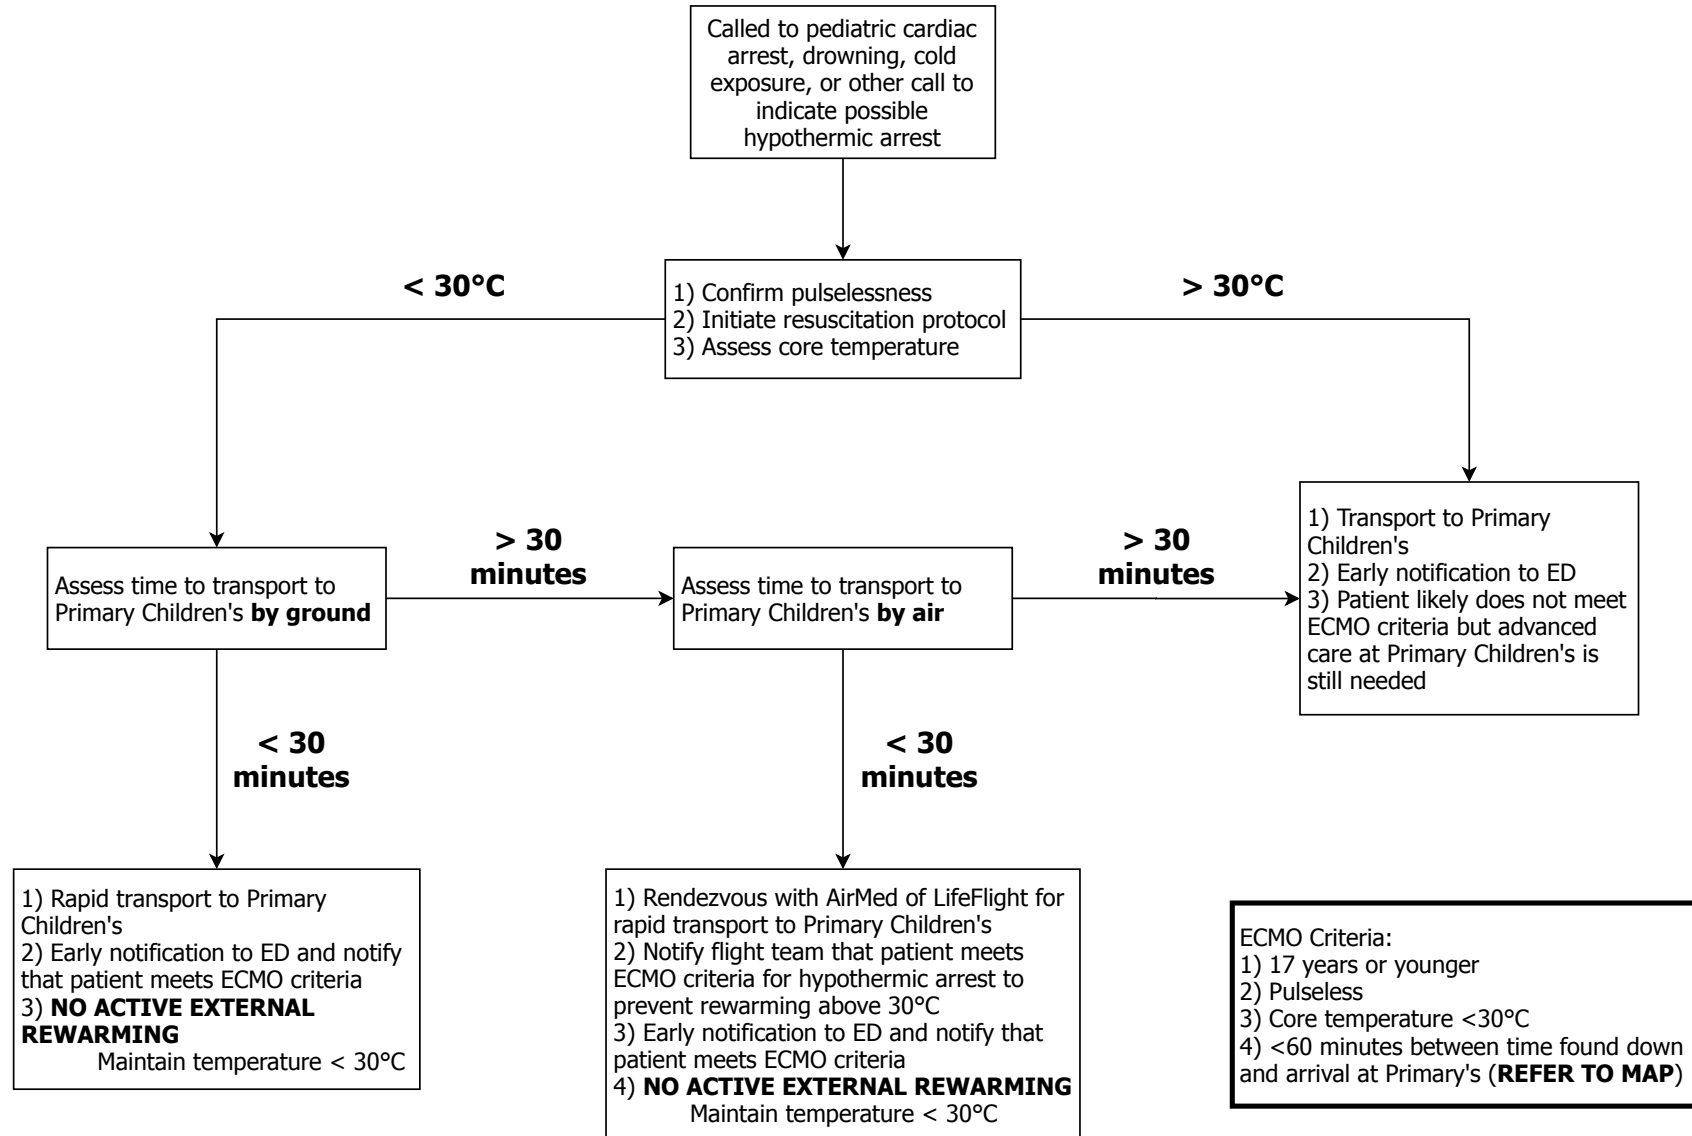 Called to pediatric cardiac
arrest, drowning, cold
exposure, or other call to
indicate possible
hypothermic arrest
< 30°C
> 30°C
1) Confirm pulselessness
2) Initiate resuscitation protocol
3) Assess core temperature
Assess time to transport to
Primary Children's by ground
> 30
minutes
Assess time to transport to
Primary Children's by air
> 30
minutes
1) Transport to Primary
Children's
2) Early notification to ED
3) Patient likely does not meet
ECMO criteria but advanced
care at Primary Children's is
still needed
< 30
minutes
< 30
minutes
1) Rapid transport to Primary
Children's
2) Early notification to ED and notify
that patient meets ECMO criteria
3) NO ACTIVE EXTERNAL
REWARMING
Maintain temperature < 30°C
1) Rendezvous with AirMed of LifeFlight for
rapid transport to Primary Children's
2) Notify flight team that patient meets
ECMO criteria for hypothermic arrest to
prevent rewarming above 30°C
3) Early notification to ED and notify that
patient meets ECMO criteria
4) NO ACTIVE EXTERNAL REWARMING
Maintain temperature < 30°C
ECMO Criteria:
1) 17 years or younger
2) Pulseless
3) Core temperature <30°C
4) <60 minutes between time found down
and arrival at Primary's (REFER TO MAP)